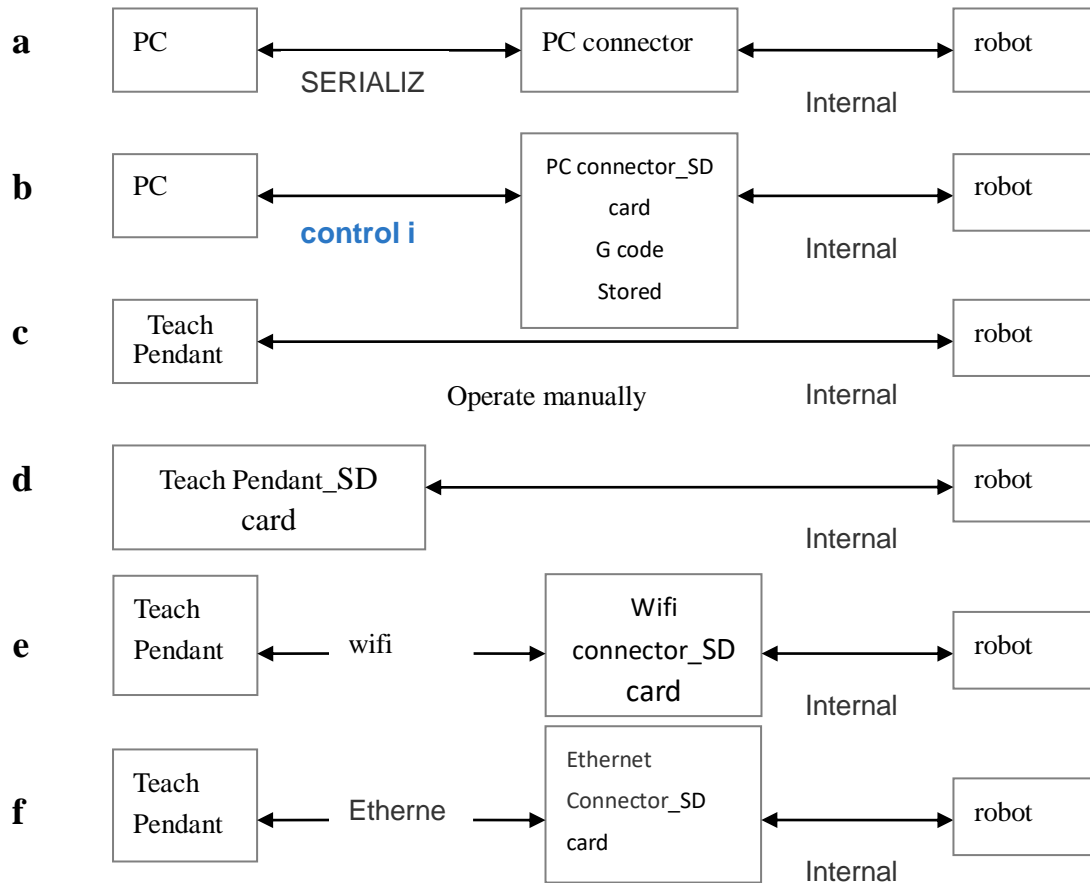 a
PC
PC connector
robot
SERIALIZ
Internal
b
PC
PC connector_SD
card
G code
Stored
robot
control i
Internal
c
Teach
Pendant
robot
Operate manually
Internal
d
Teach Pendant_SD
card
robot
Internal
e
Teach
Pendant
wifi
Wifi
connector_SD
card
robot
Internal
f
Teach
Pendant
Etherne
Ethernet
Connector_SD
card
robot
Internal